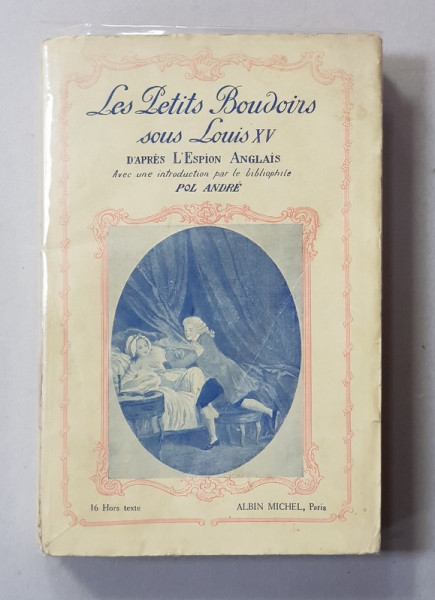 Les Petits Boudoirs
sous Louis XV
D'APRÈS L'ESPION ANGLAIS
Avec une introduction par le bibliophile
POL ANDRÉ
16 Hors texte
ALBIN MICHEL, Paris